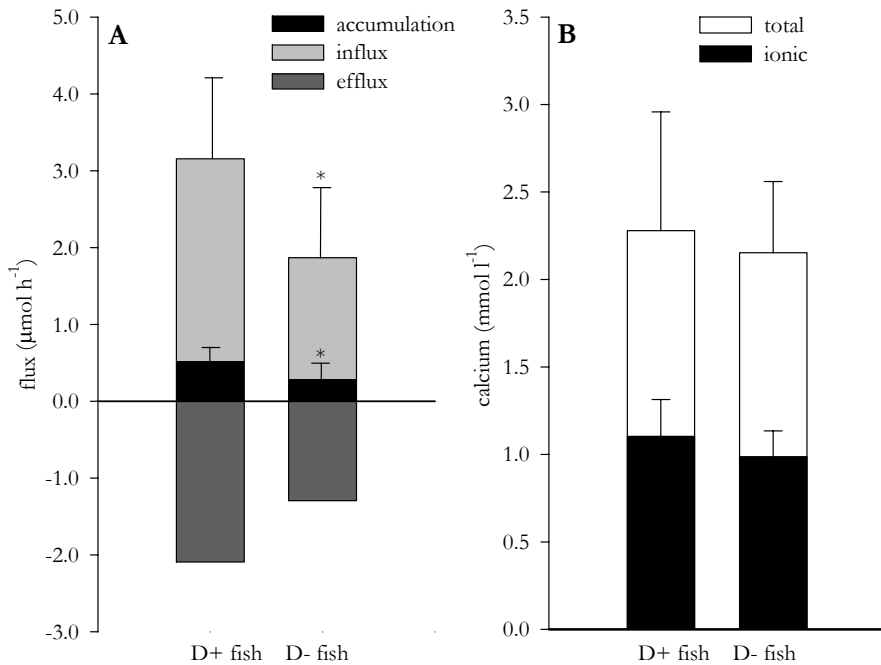 A
accumulation
influx
efflux
5.0
4.0
3.0
2.0
1.0
0.0
-1.0
-2.0
-3.0
flux (µmol h⁻¹)
*
*
D+ fish D- fish
B
total
ionic
3.5
3.0
2.5
2.0
1.5
1.0
0.5
0.0
calcium (mmol l⁻¹)
D+ fish D- fish